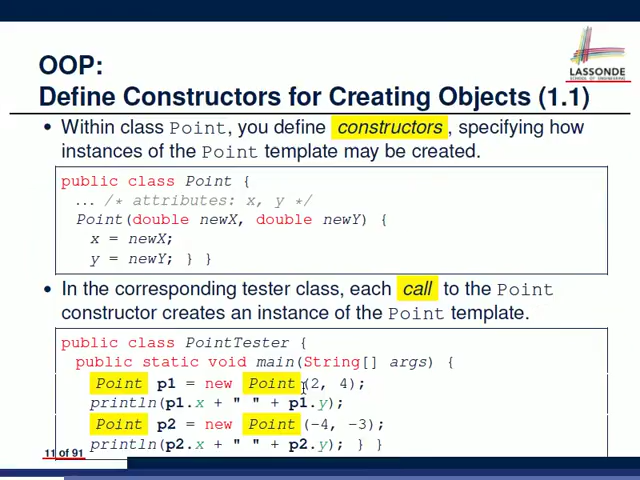 LASSONDE
SCHOOL OF ENGINEERING
OOP:
Define Constructors for Creating Objects (1.1)
• Within class Point, you define constructors, specifying how
instances of the Point template may be created.
public class Point {
... /* attributes: x, y */
Point(double newX, double newY) {
x = newX;
y = newY; } }
• In the corresponding tester class, each call to the Point
constructor creates an instance of the Point template.
public class PointTester {
public static void main(String[] args) {
Point p1 = new Point(2, 4);
println(p1.x + " " + p1.y);
Point p2 = new Point(-4, -3);
println(p2.x + " " + p2.y); } }
11 of 91